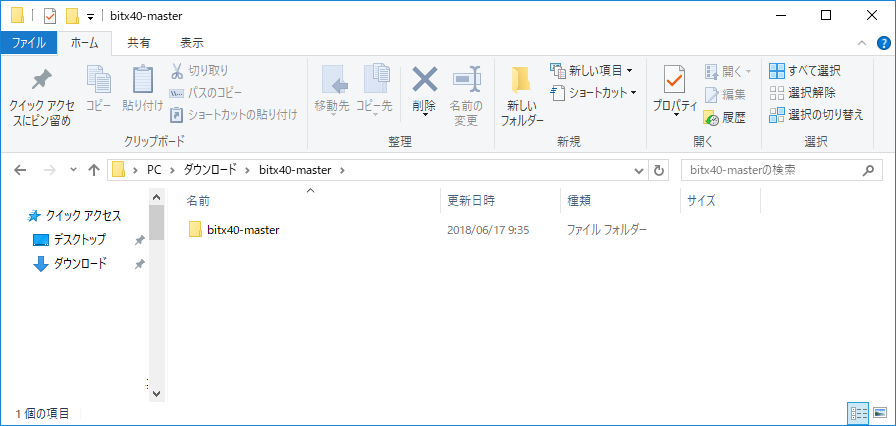 bitx40-master
ファイル ホーム 共有 表示
クイック アクセスにピン留め
コピー
貼り付け
切り取り
パスのコピー
ショートカットの貼り付け
クリップボード
移動先
コピー先
削除
名前の変更
整理
新しいフォルダー
新しい項目
ショートカット
新規
プロパティ
開く
編集
履歴
開く
すべて選択
選択解除
選択の切り替え
選択
PC ダウンロード bitx40-master
bitx40-masterの検索
クイック アクセス
デスクトップ
ダウンロード
名前 更新日時 種類 サイズ
bitx40-master 2018/06/17 9:35 ファイル フォルダー
1 個の項目